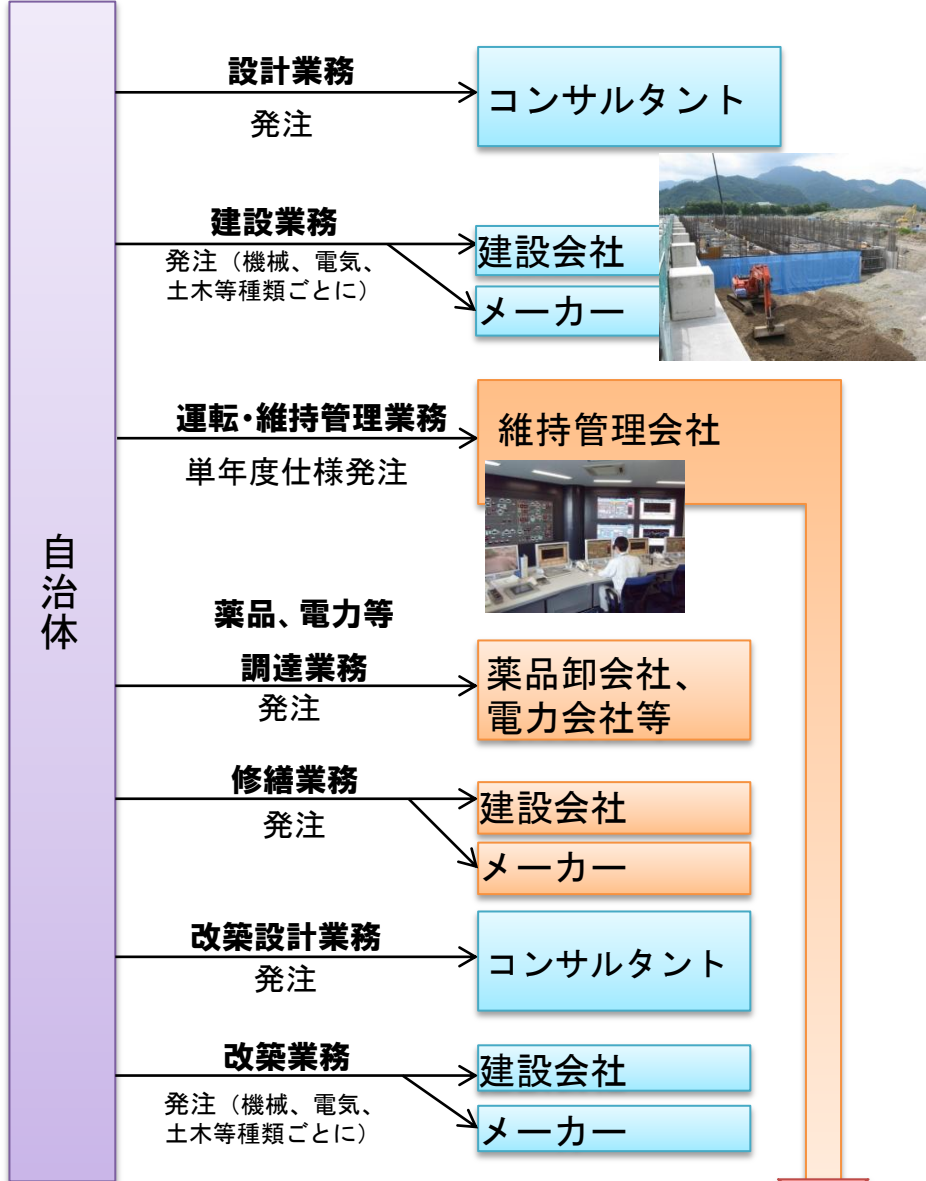 自治体
設計業務
発注
コンサルタント
建設業務
発注（機械、電気、
土木等種類ごとに）
建設会社
メーカー
運転・維持管理業務
単年度仕様発注
維持管理会社
薬品、電力等
調達業務
発注
薬品卸会社、
電力会社等
修繕業務
発注
建設会社
メーカー
改築設計業務
発注
コンサルタント
改築業務
発注（機械、電気、
土木等種類ごとに）
建設会社
メーカー